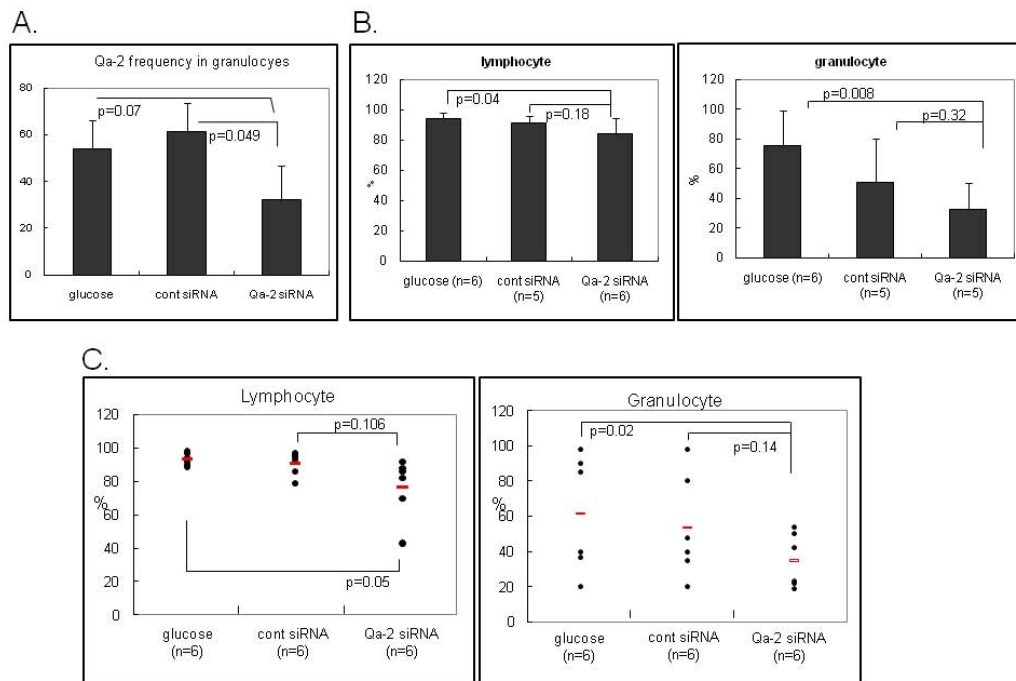 A.
Qa-2 frequency in granulocyes
80
60
40
20
0
p=0.07
p=0.049
glucose
cont siRNA
Qa-2 siRNA
B.
lymphocyte
120
100
80
60
40
20
0
%
p=0.04
p=0.18
glucose (n=6)
cont siRNA
(n=5)
Qa-2 siRNA
(n=6)
granulocyte
120
100
80
60
40
20
0
%
p=0.008
p=0.32
glucose (n=6)
cont siRNA
(n=5)
Qa-2 siRNA
(n=5)
C.
Lymphocyte
120
100
80
60
40
20
0
%
p=0.106
p=0.05
glucose
(n=6)
cont siRNA
(n=6)
Qa-2 siRNA
(n=6)
Granulocyte
120
100
80
60
40
20
0
%
p=0.02
p=0.14
glucose
(n=6)
cont siRNA
(n=6)
Qa-2 siRNA
(n=6)